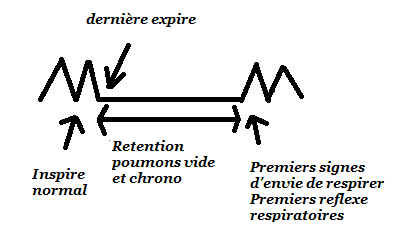 dernière expire
Retention
poumons vide
et chrono
Inspire
normal
Premiers signes
d'envie de respirer
Premiers reflexe
respiratoires